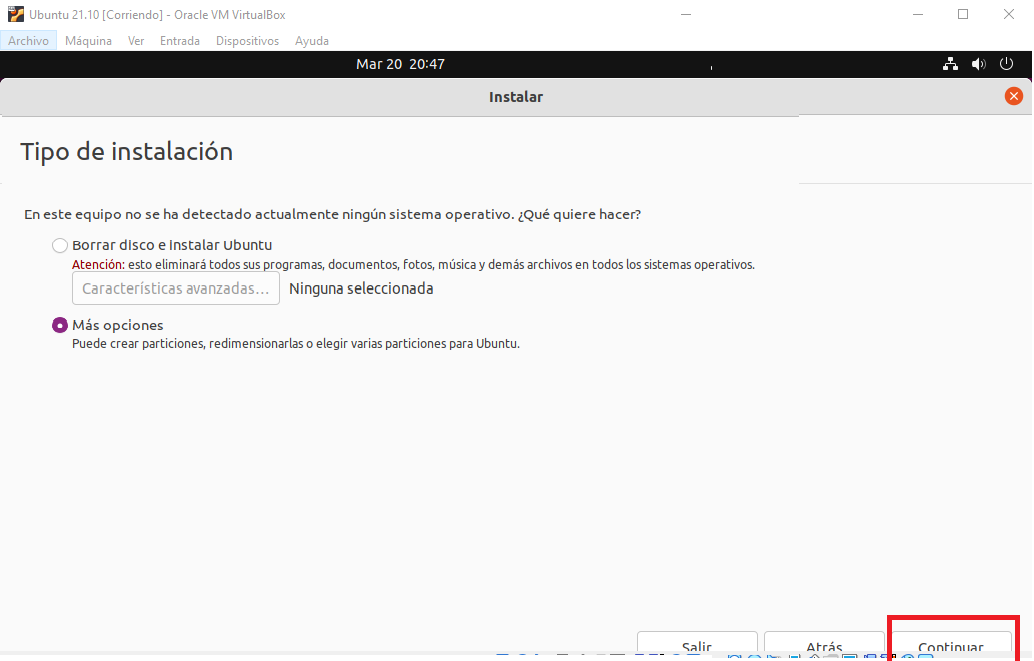 Ubuntu 21.10 [Corriendo] - Oracle VM VirtualBox
Archivo Máquina Ver Entrada Dispositivos Ayuda
Mar 20 20:47
Instalar
Tipo de instalación
En este equipo no se ha detectado actualmente ningún sistema operativo. ¿Qué quiere hacer?
Borrar disco e instalar Ubuntu
Atención: esto eliminará todos sus programas, documentos, fotos, música y demás archivos en todos los sistemas operativos.
Características avanzadas... Ninguna seleccionada
Más opciones
Puede crear particiones, redimensionarlas o elegir varias particiones para Ubuntu.
Salir Atrás Continuar